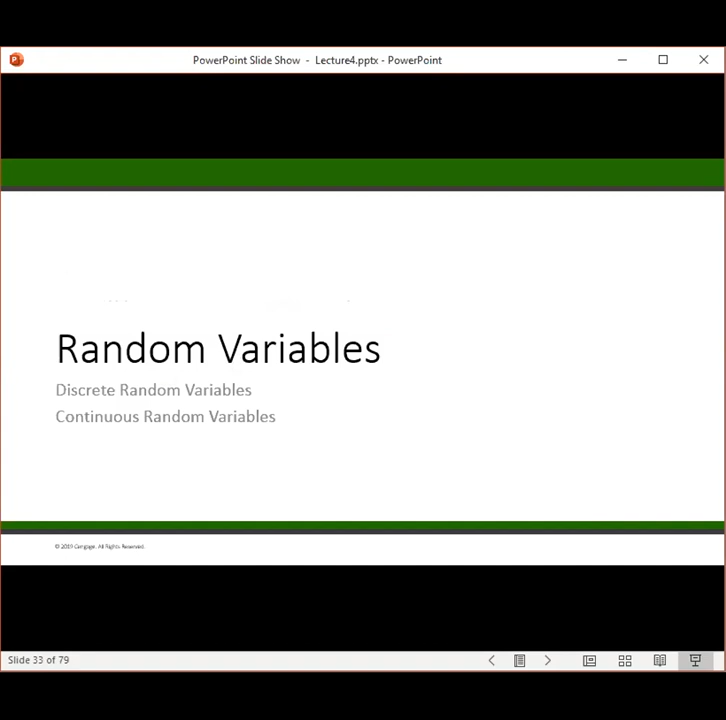 PowerPoint Slide Show - Lecture4.pptx - PowerPoint
Random Variables
Discrete Random Variables
Continuous Random Variables
© 2019 Cengage. All Rights Reserved.
Slide 33 of 79